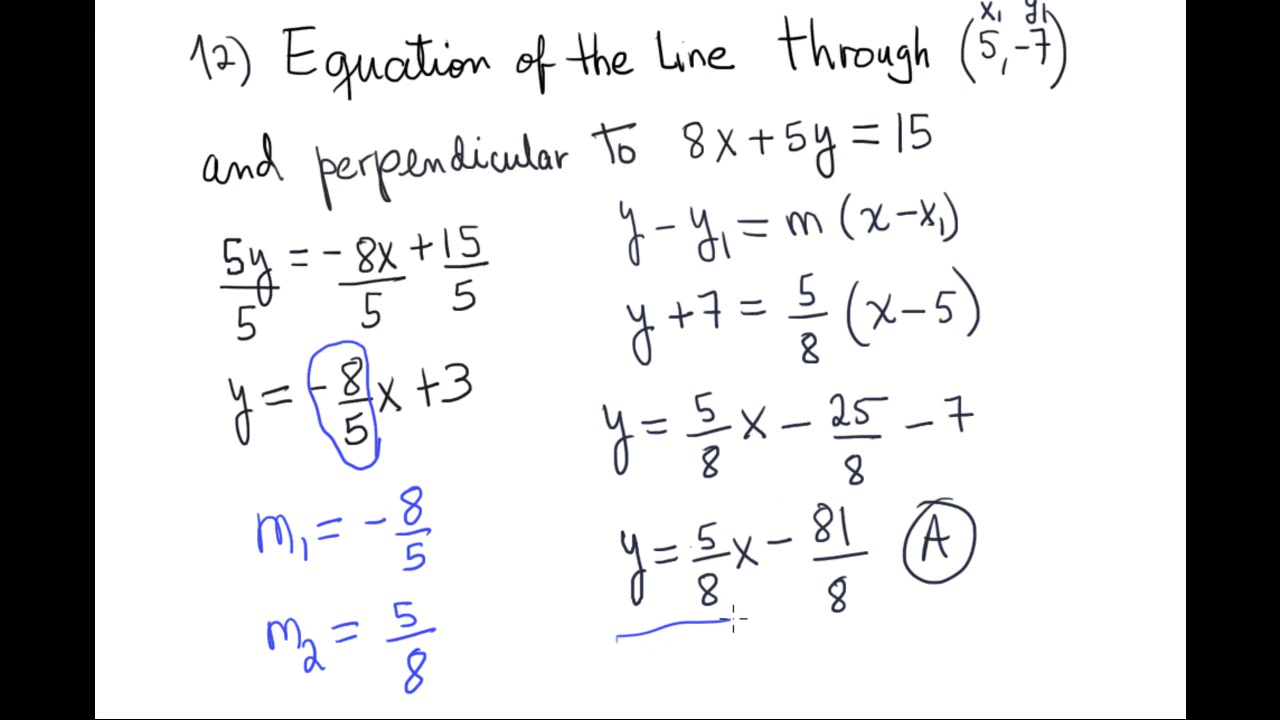 x₁ y₁
12) Equation of the Line through (5, -7)
and perpendicular to 8x + 5y = 15
5y/5 = -8x/5 + 15/5
y = -8/5 x + 3
m₁ = -8/5
m₂ = 5/8
y - y₁ = m (x - x₁)
y + 7 = 5/8 (x - 5)
y = 5/8 x - 25/8 - 7
y = 5/8 x - 81/8 A